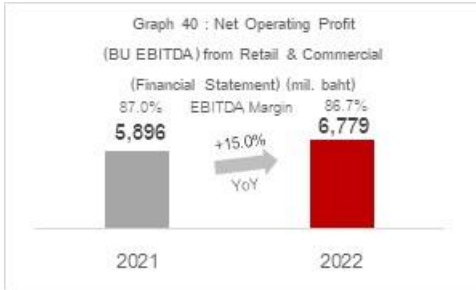 Graph 40 : Net Operating Profit
(BU EBITDA) from Retail & Commercial
(Financial Statement) (mil. baht)
87.0% EBITDA Margin 86.7%
5,896 6,779
+15.0%
YoY
2021 2022